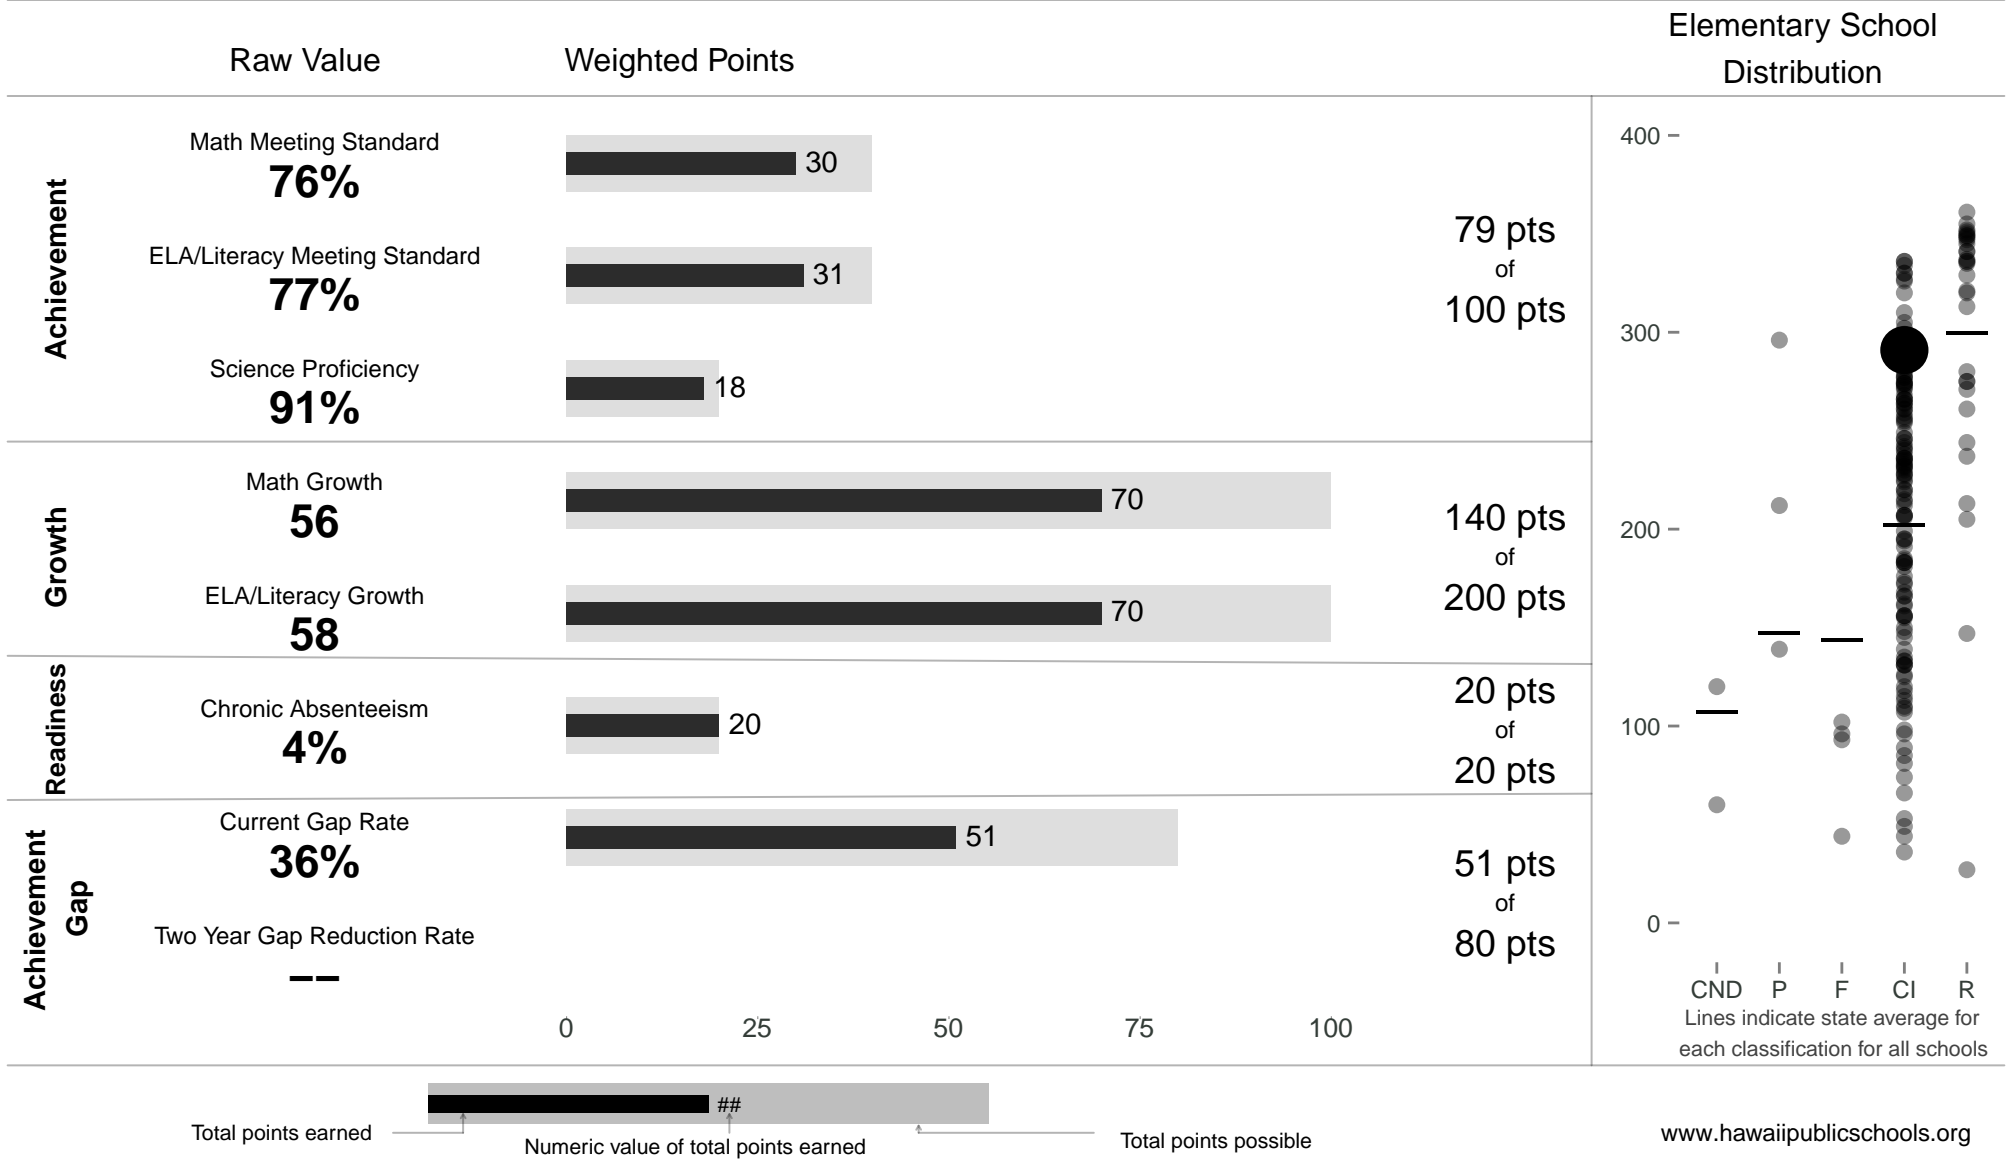 Raw Value
Weighted Points
Elementary School
Distribution
Achievement
Math Meeting Standard
76%
30
ELA/Literacy Meeting Standard
77%
31
Science Proficiency
91%
18
79 pts
of
100 pts
Growth
Math Growth
56
70
ELA/Literacy Growth
58
70
140 pts
of
200 pts
Readiness
Chronic Absenteeism
4%
20
20 pts
of
20 pts
Achievement
Gap
Current Gap Rate
36%
51
Two Year Gap Reduction Rate
--
51 pts
of
80 pts
0 25 50 75 100
400
300
200
100
0
CND P F CI R
Lines indicate state average for
each classification for all schools
##
Total points earned
Numeric value of total points earned
Total points possible
www.hawaiipublicschools.org